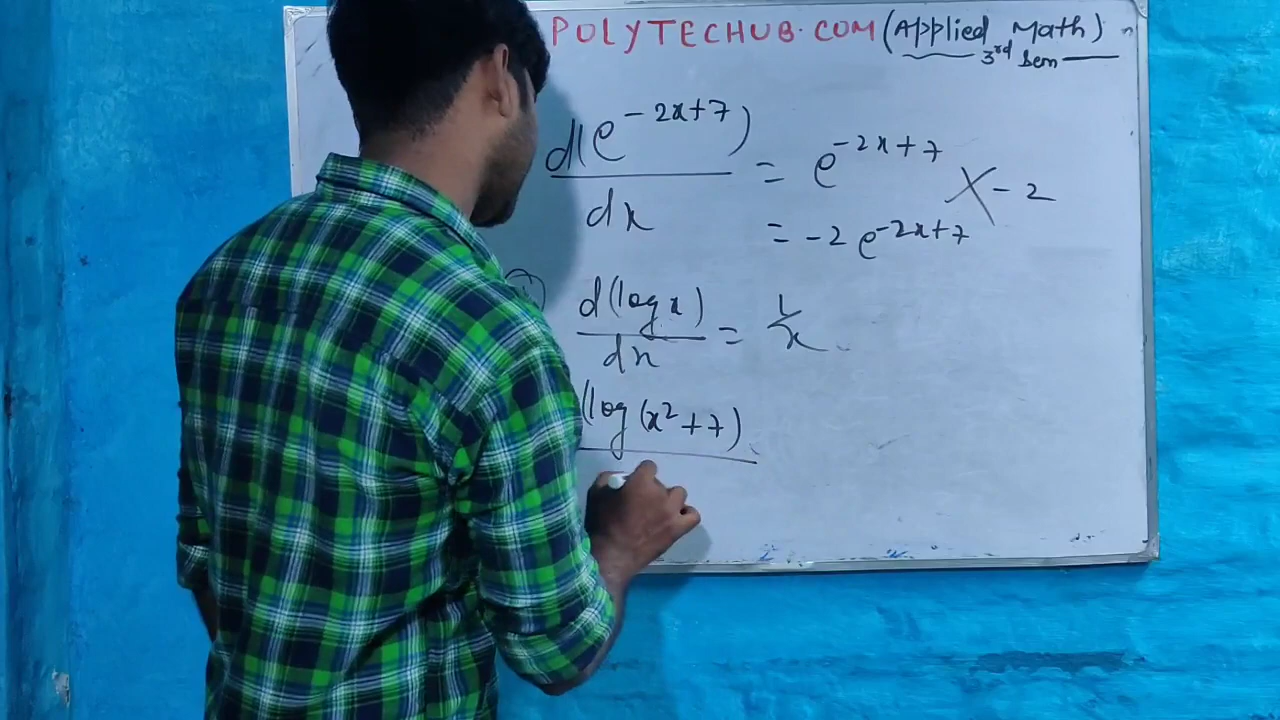 POLYTECHUB.COM (Applied Math)
3rd Sem
d(e^{-2x+7})/dx = e^{-2x+7} X -2
= -2 e^{-2x+7}
d(log x)/dx = 1/x
(log (x²+7)